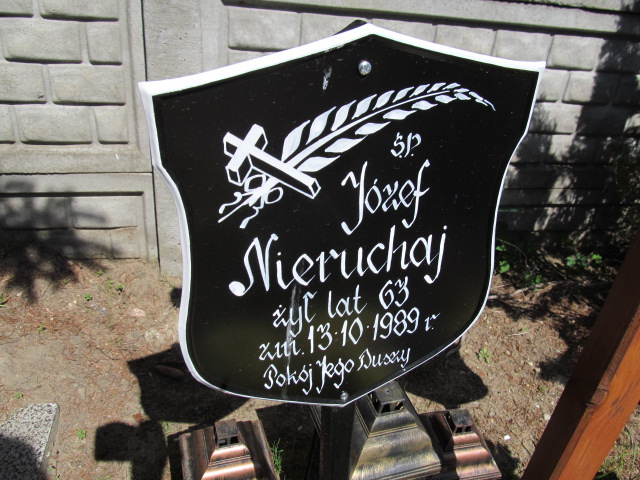 Ś.P.
Józef
Nieruchaj
żył lat 63
zm. 13·10·1989 r.
Pokój Jego Duszy